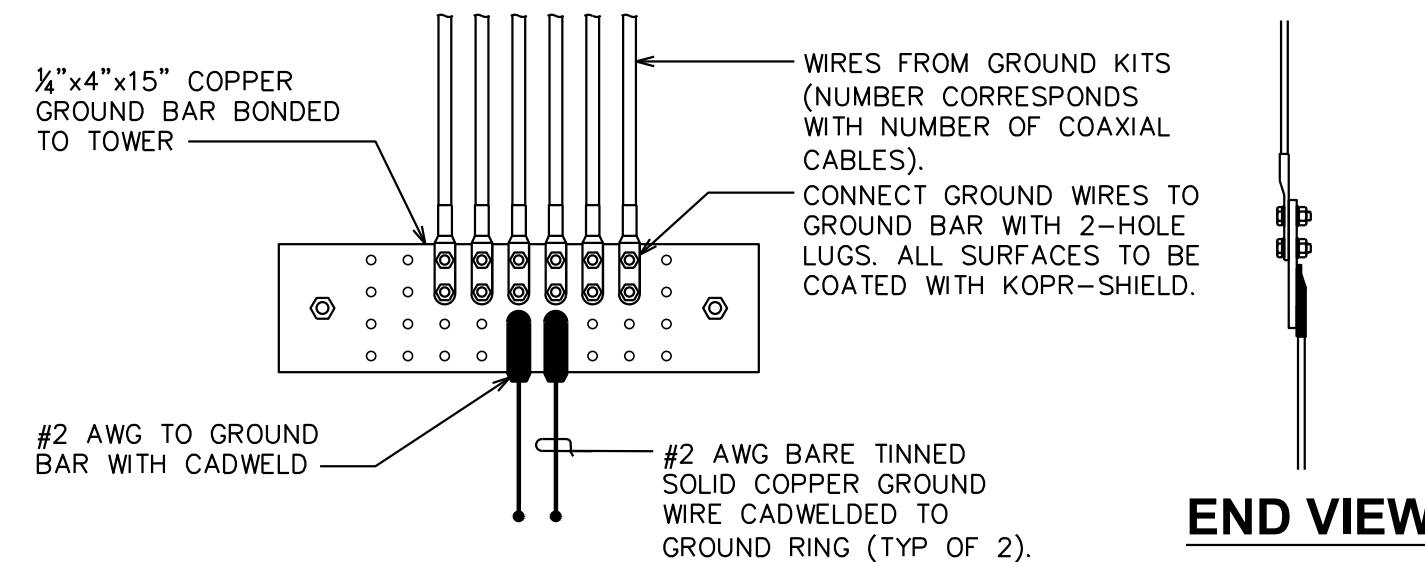 ¼"x4"x15" COPPER
GROUND BAR BONDED
TO TOWER
WIRES FROM GROUND KITS
(NUMBER CORRESPONDS
WITH NUMBER OF COAXIAL
CABLES).
CONNECT GROUND WIRES TO
GROUND BAR WITH 2-HOLE
LUGS. ALL SURFACES TO BE
COATED WITH KOPR-SHIELD.
#2 AWG TO GROUND
BAR WITH CADWELD
#2 AWG BARE TINNED
SOLID COPPER GROUND
WIRE CADWELDED TO
GROUND RING (TYP OF 2).
END VIEW